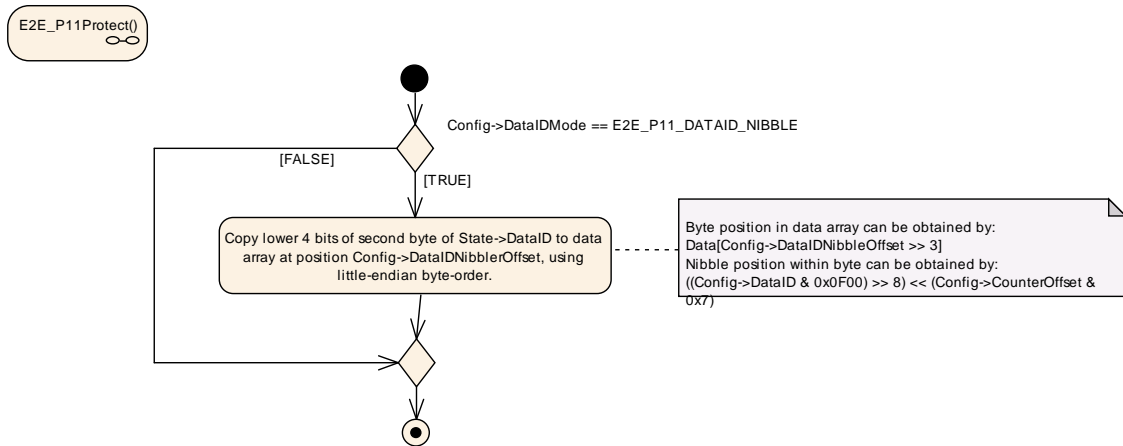 E2E_P11Protect()
Config->DataIDMode == E2E_P11_DATAID_NIBBLE
[FALSE]
[TRUE]
Copy lower 4 bits of second byte of State->DataID to data
array at position Config->DataIDNibblerOffset, using
little-endian byte-order.
Byte position in data array can be obtained by:
Data[Config->DataIDNibbleOffset >> 3]
Nibble position within byte can be obtained by:
((Config->DataID & 0x0F00) >> 8) << (Config->CounterOffset &
0x7)